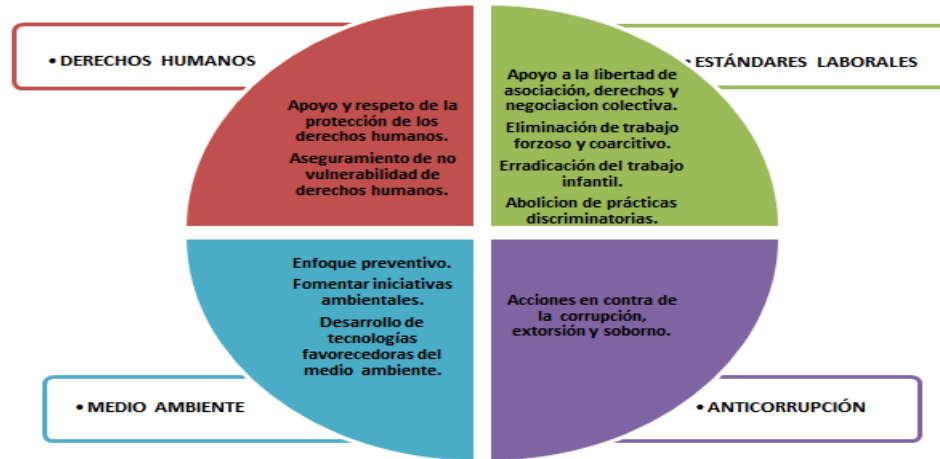 • DERECHOS HUMANOS
Apoyo y respeto de la
protección de los
derechos humanos.
Aseguramiento de no
vulnerabilidad de
derechos humanos.
• ESTÁNDARES LABORALES
Apoyo a la libertad de
asociación, derechos y
negociacion colectiva.
Eliminación de trabajo
forzoso y coarcitivo.
Erradicación del trabajo
infantil.
Abolicion de prácticas
discriminatorias.
Enfoque preventivo.
Fomentar iniciativas
ambientales.
Desarrollo de
tecnologías
favorecedoras del
medio ambiente.
• MEDIO AMBIENTE
Acciones en contra de
la corrupción,
extorsión y soborno.
• ANTICORRUPCIÓN